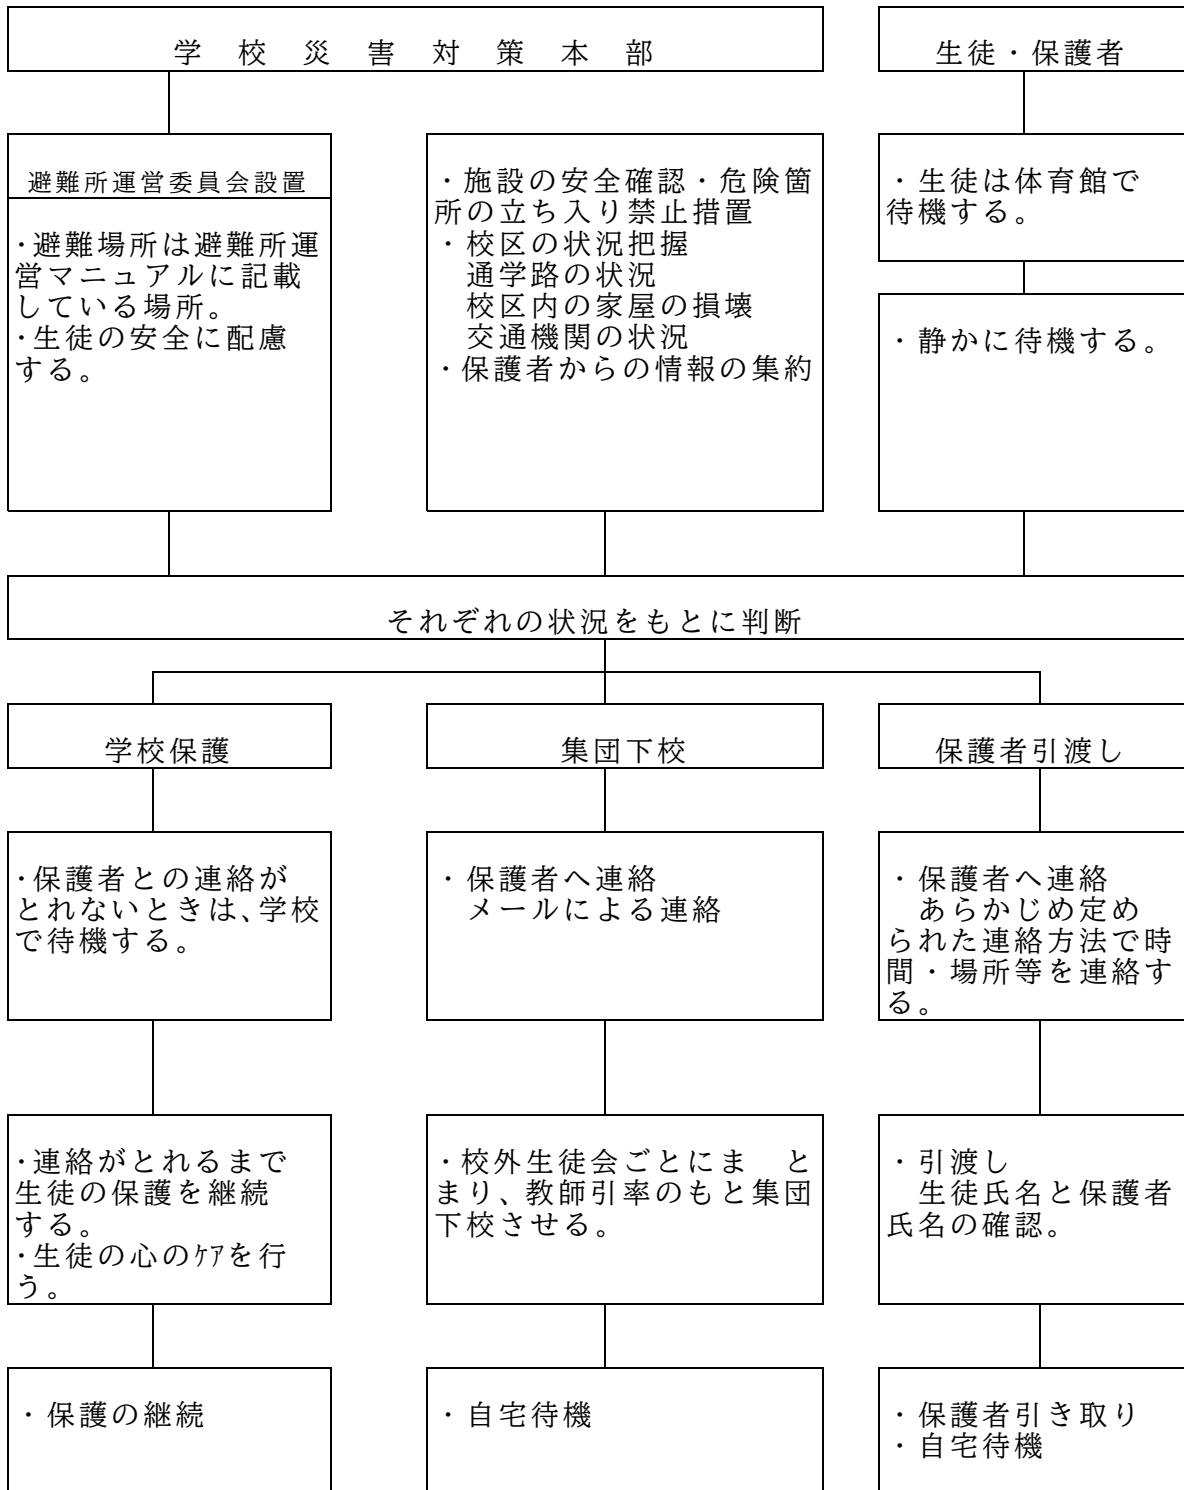 学校災害対策本部
生徒・保護者
避難所運営委員会設置
・避難場所は避難所運
営マニュアルに記載
している場所。
・生徒の安全に配慮
する。
・施設の安全確認・危険箇
所の立ち入り禁止措置
・校区の状況把握
通学路の状況
校区内の家屋の損壊
交通機関の状況
・保護者からの情報の集約
・生徒は体育館で
待機する。
・静かに待機する。
それぞれの状況をもとに判断
学校保護
集団下校
保護者引渡し
・保護者との連絡が
とれないときは、学校
で待機する。
・保護者へ連絡
メールによる連絡
・保護者へ連絡
あらかじめ定め
られた連絡方法で時
間・場所等を連絡す
る。
・連絡がとれるまで
生徒の保護を継続
する。
・生徒の心のｹｱを行
う。
・校外生徒会ごとにま　と
まり、教師引率のもと集団
下校させる。
・引渡し
生徒氏名と保護者
氏名の確認。
・保護の継続
・自宅待機
・保護者引き取り
・自宅待機